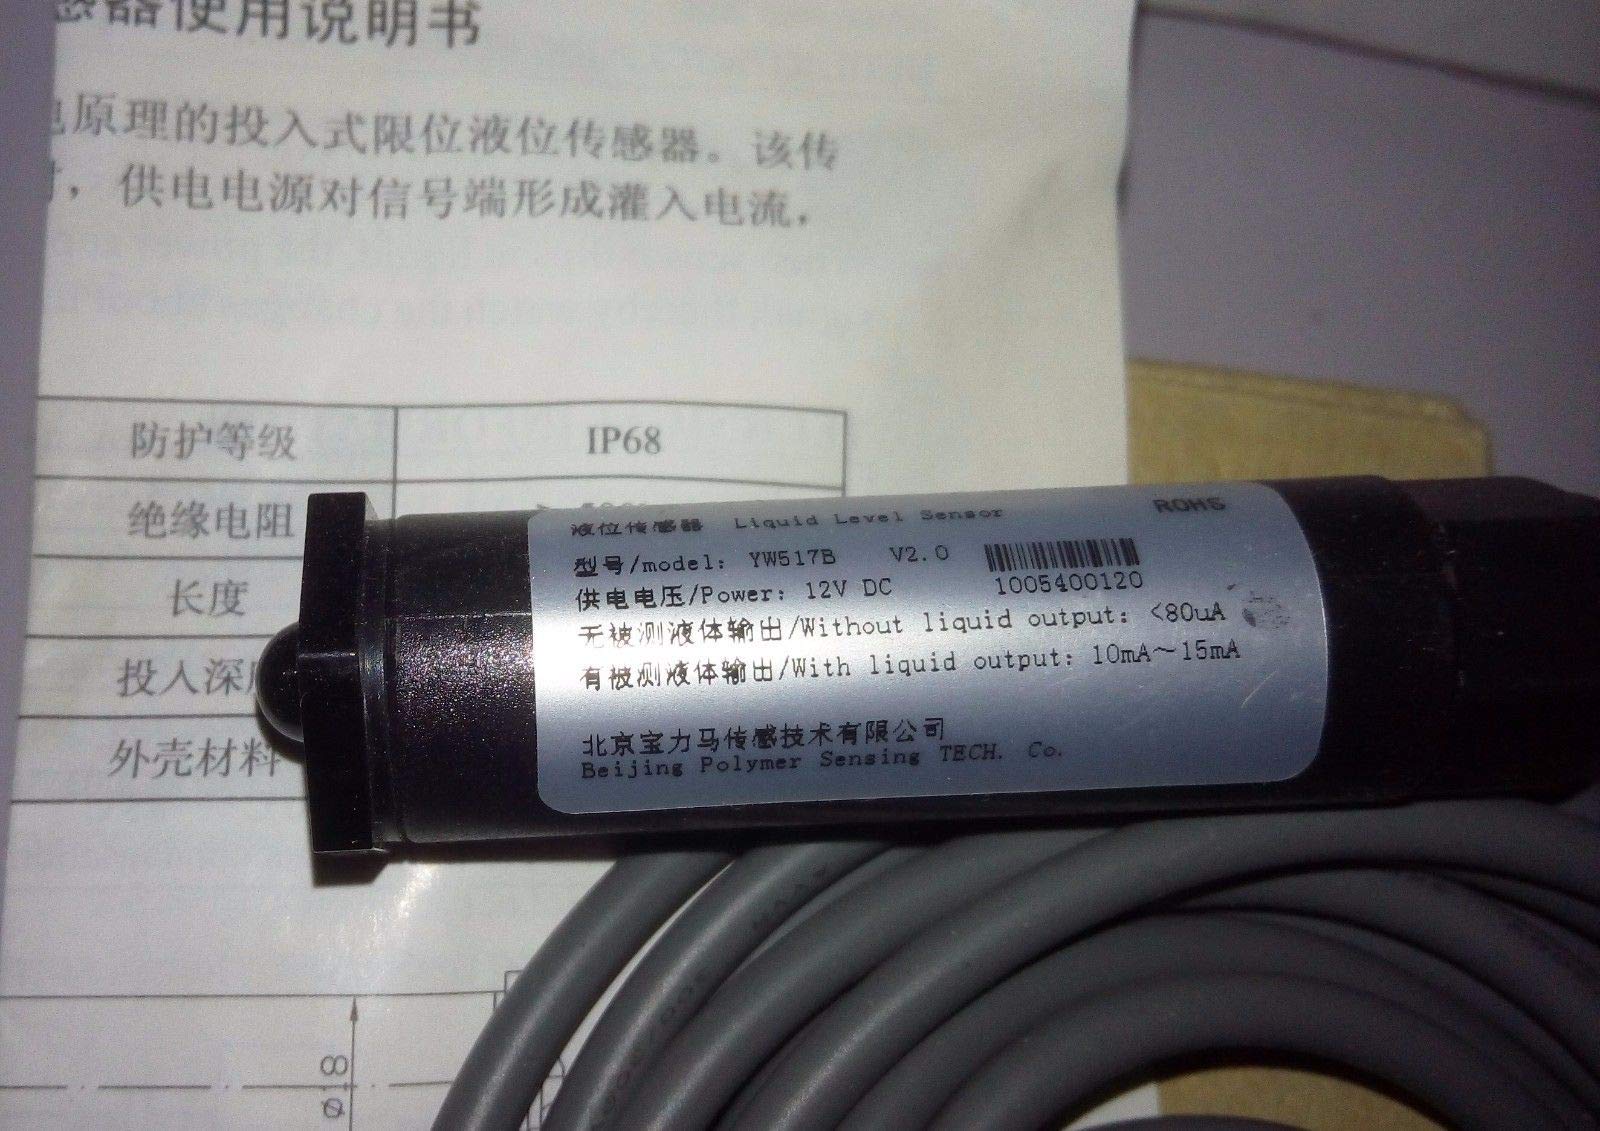 感器使用说明书
原理的投入式限位液位传感器。该传
时，供电电源对信号端形成灌入电流，
防护等级 IP68
绝缘电阻
长度
投入深度
外壳材料
ø18
液位传感器 Liquid Level Sensor ROHS
型号/model: YW517B V2.0
供电电压/Power: 12V DC 1005400120
无被测液体输出/Without liquid output: <80uA
有被测液体输出/With liquid output: 10mA～15mA
北京宝力马传感技术有限公司
Beijing Polymer Sensing TECH. Co.